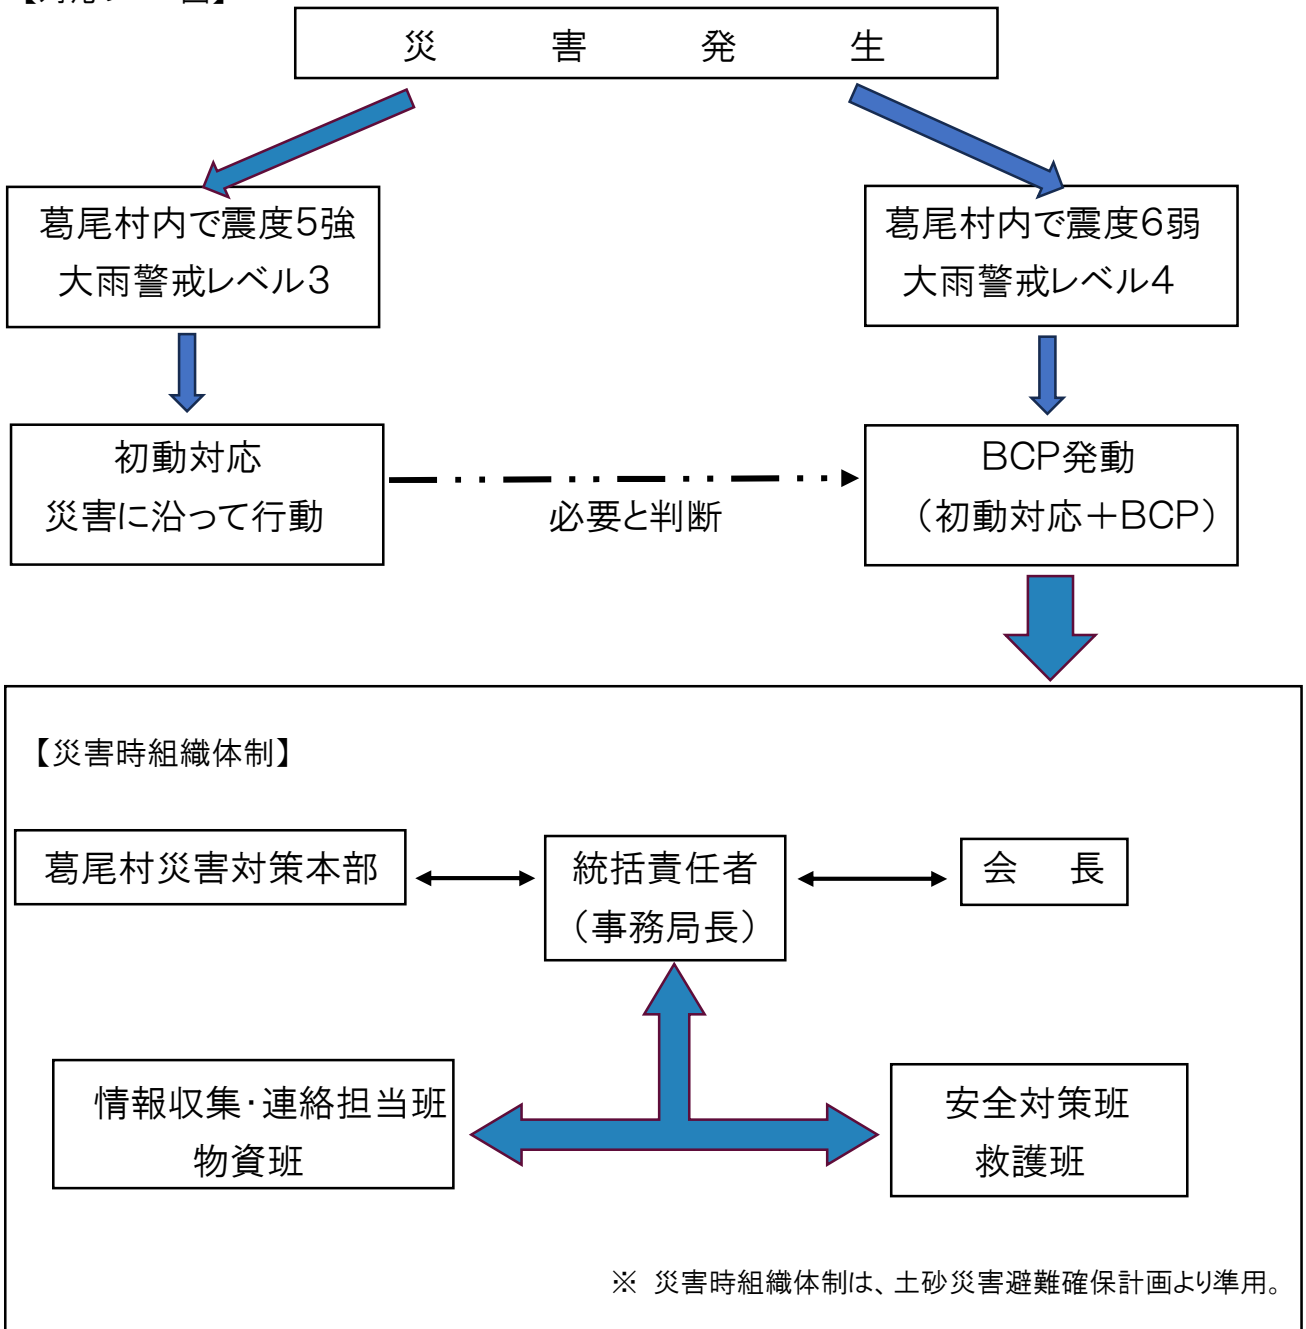 災害発生
葛尾村内で震度5強
大雨警戒レベル3
葛尾村内で震度6弱
大雨警戒レベル4
初動対応
災害に沿って行動
必要と判断
BCP発動
（初動対応＋BCP）
【災害時組織体制】
葛尾村災害対策本部
統括責任者
（事務局長）
会長
情報収集・連絡担当班
物資班
安全対策班
救護班
※ 災害時組織体制は、土砂災害避難確保計画より準用。